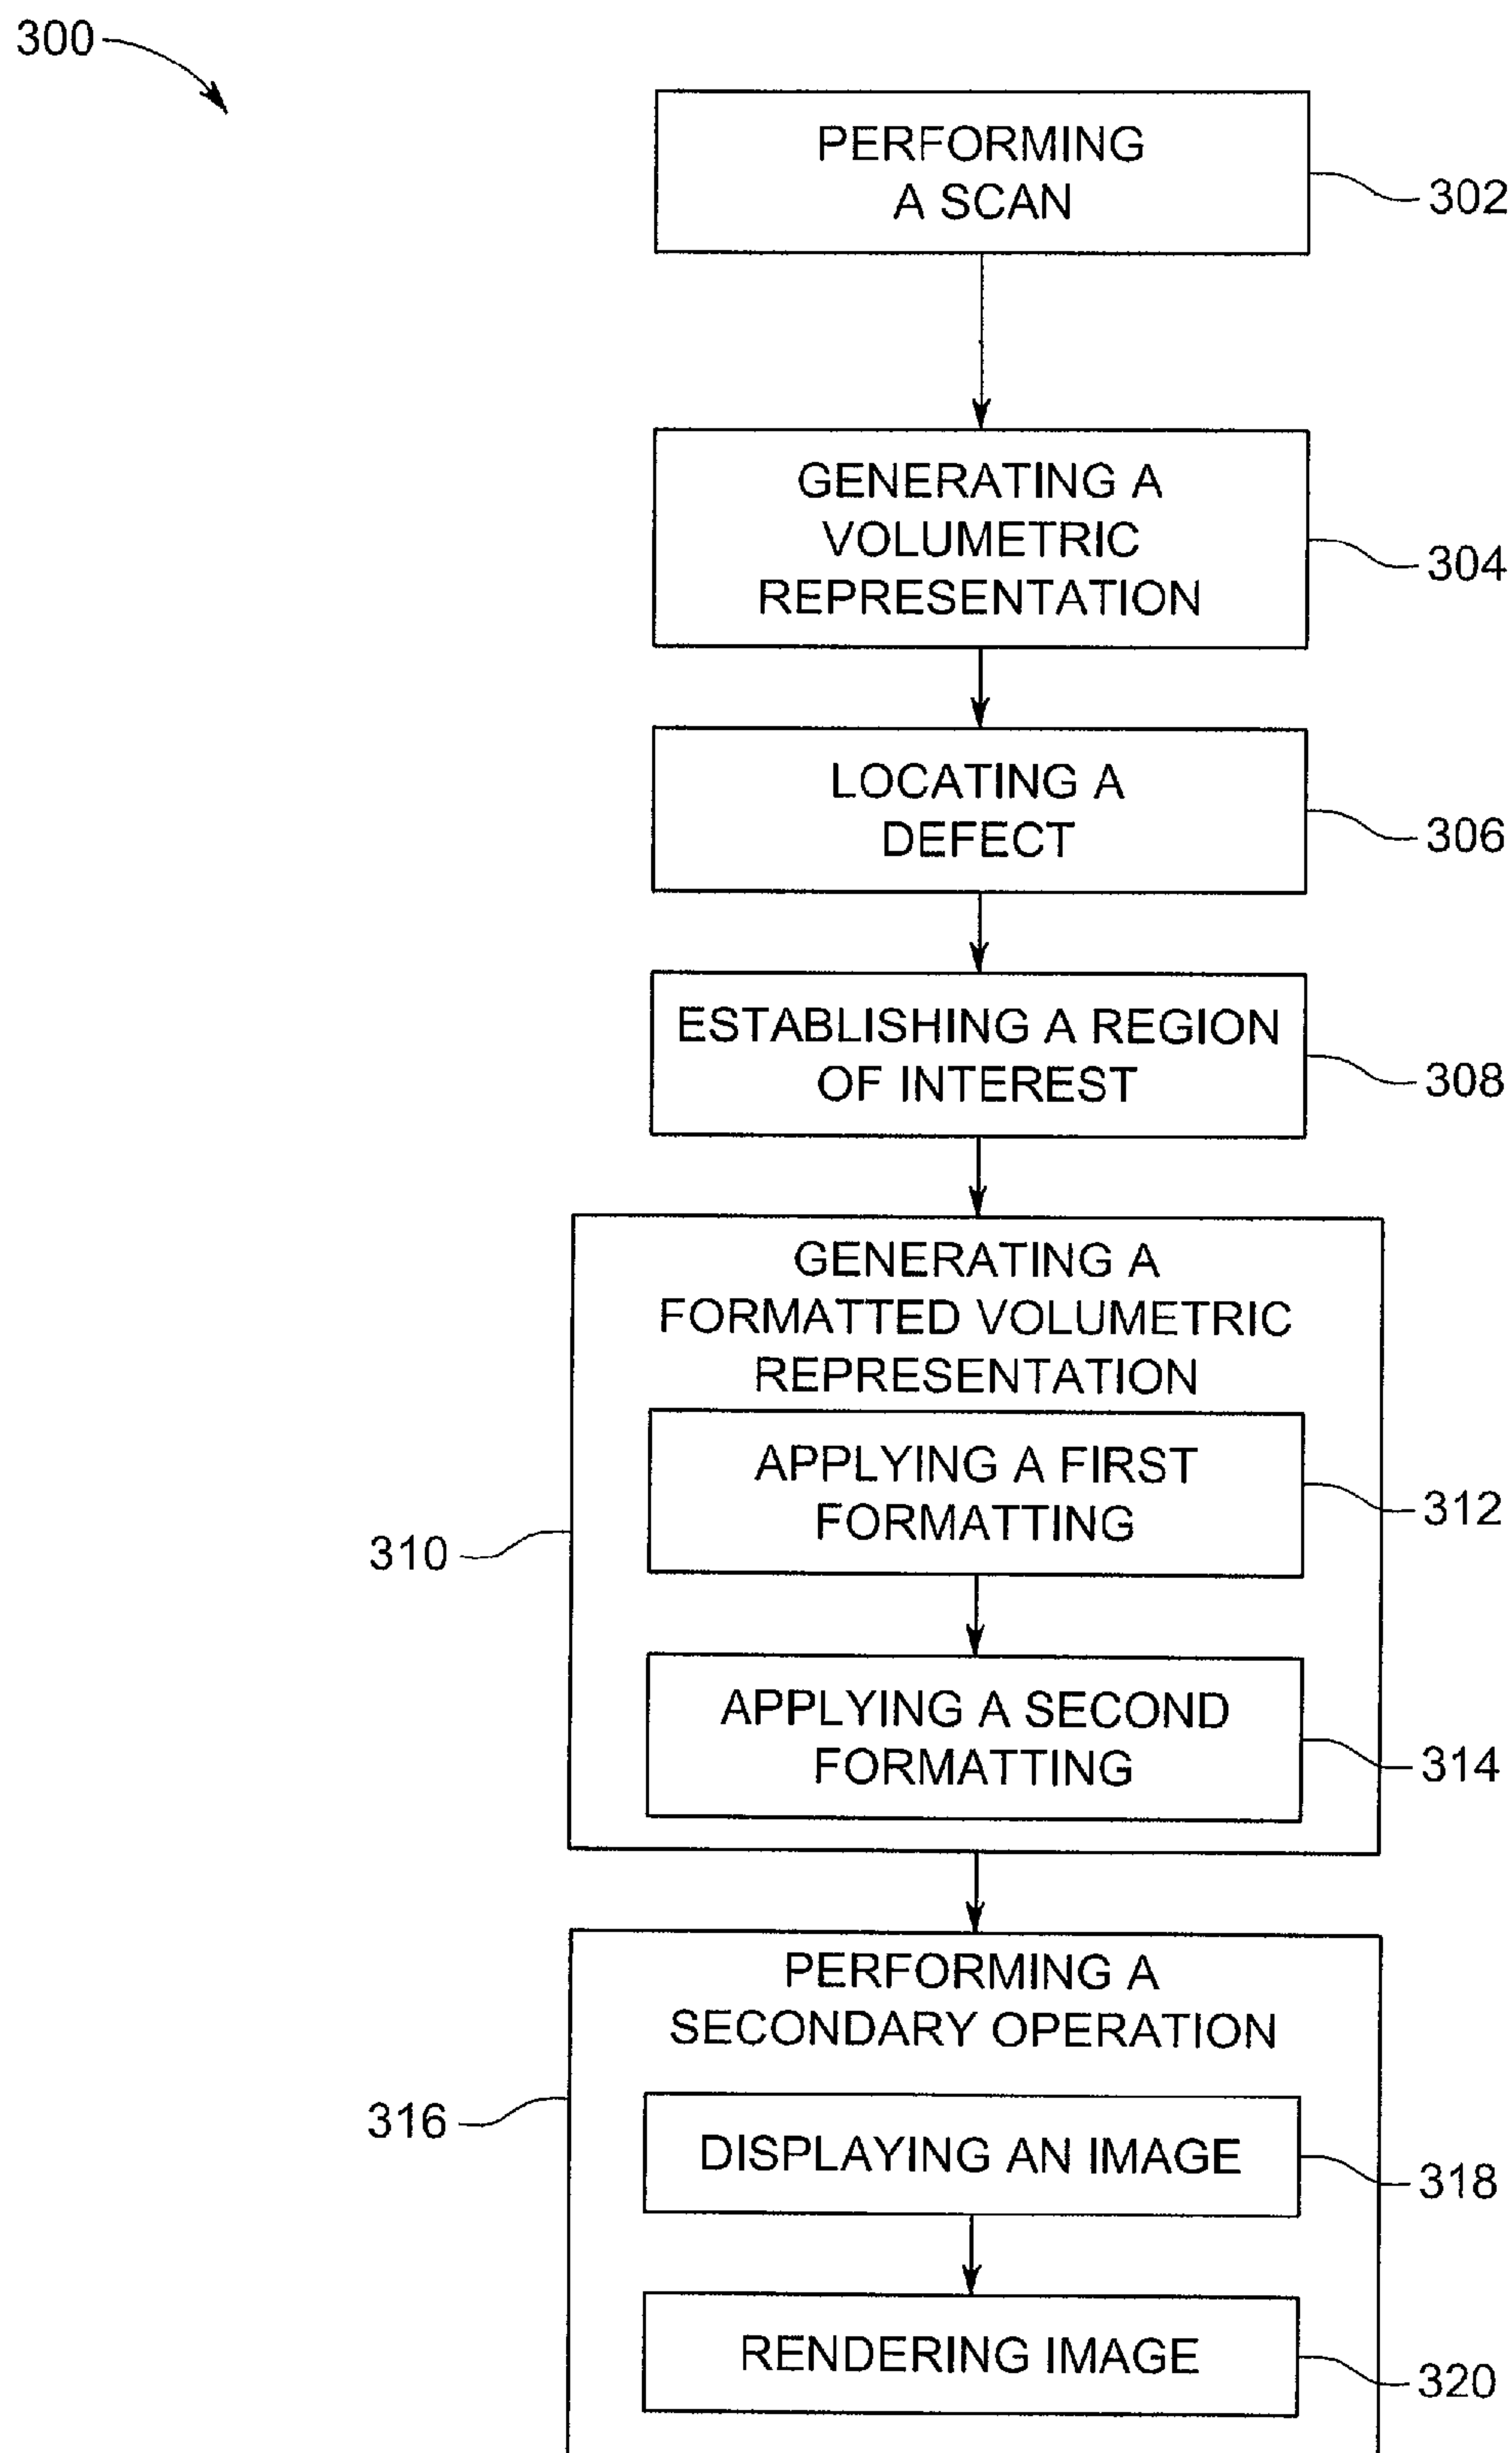 300
PERFORMING
A SCAN
302
GENERATING A
VOLUMETRIC
REPRESENTATION
304
LOCATING A
DEFECT
306
ESTABLISHING A REGION
OF INTEREST
308
GENERATING A
FORMATTED VOLUMETRIC
REPRESENTATION
310
APPLYING A FIRST
FORMATTING
312
APPLYING A SECOND
FORMATTING
314
PERFORMING A
SECONDARY OPERATION
316
DISPLAYING AN IMAGE
318
RENDERING IMAGE
320